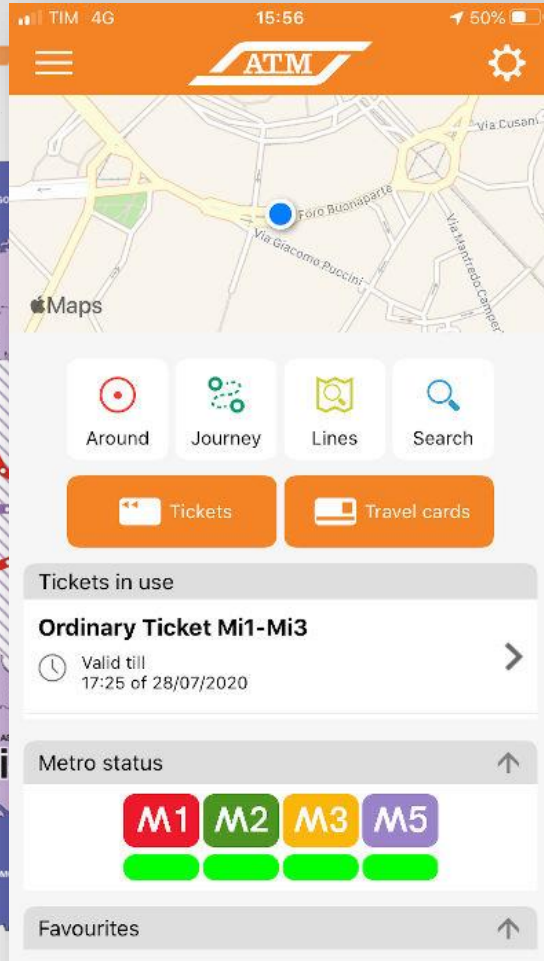 TIM 4G 15:56 50%
ATM
Via Cusani
Foro Buonaparte
Via Giacomo Puccini
Via Manfredo Camper
Maps
Around Journey Lines Search
Tickets Travel cards
Tickets in use
Ordinary Ticket Mi1-Mi3
Valid till
17:25 of 28/07/2020
Metro status
M1 M2 M3 M5
Favourites